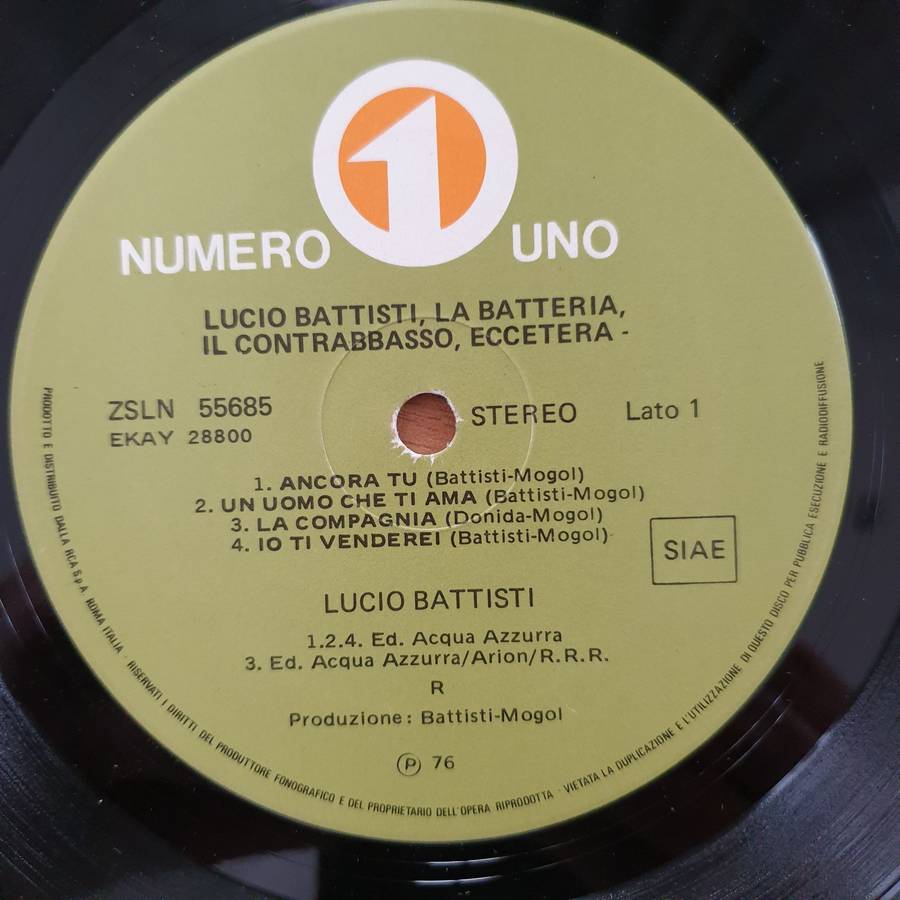 1
NUMERO UNO
LUCIO BATTISTI, LA BATTERIA,
IL CONTRABBASSO, ECCETERA -
ZSLN 55685
EKAY 28800
STEREO Lato 1
1. ANCORA TU (Battisti-Mogol)
2. UN UOMO CHE TI AMA (Battisti-Mogol)
3. LA COMPAGNIA (Donida-Mogol)
4. IO TI VENDEREI (Battisti-Mogol)
SIAE
LUCIO BATTISTI
1.2.4. Ed. Acqua Azzurra
3. Ed. Acqua Azzurra/Arion/R.R.R.
R
Produzione: Battisti-Mogol
Ⓟ 76
PRODOTTO E DISTRIBUITO DALLA RCA S.p.A. ROMA ITALIA - RISERVATI I DIRITTI DEL PRODUTTORE FONOGRAFICO E DEL PROPRIETARIO DELL'OPERA RIPRODOTTA - VIETATA LA DUPLICAZIONE E L'UTILIZZAZIONE DI QUESTO DISCO PER PUBBLICA ESECUZIONE E RADIODIFFUSIONE